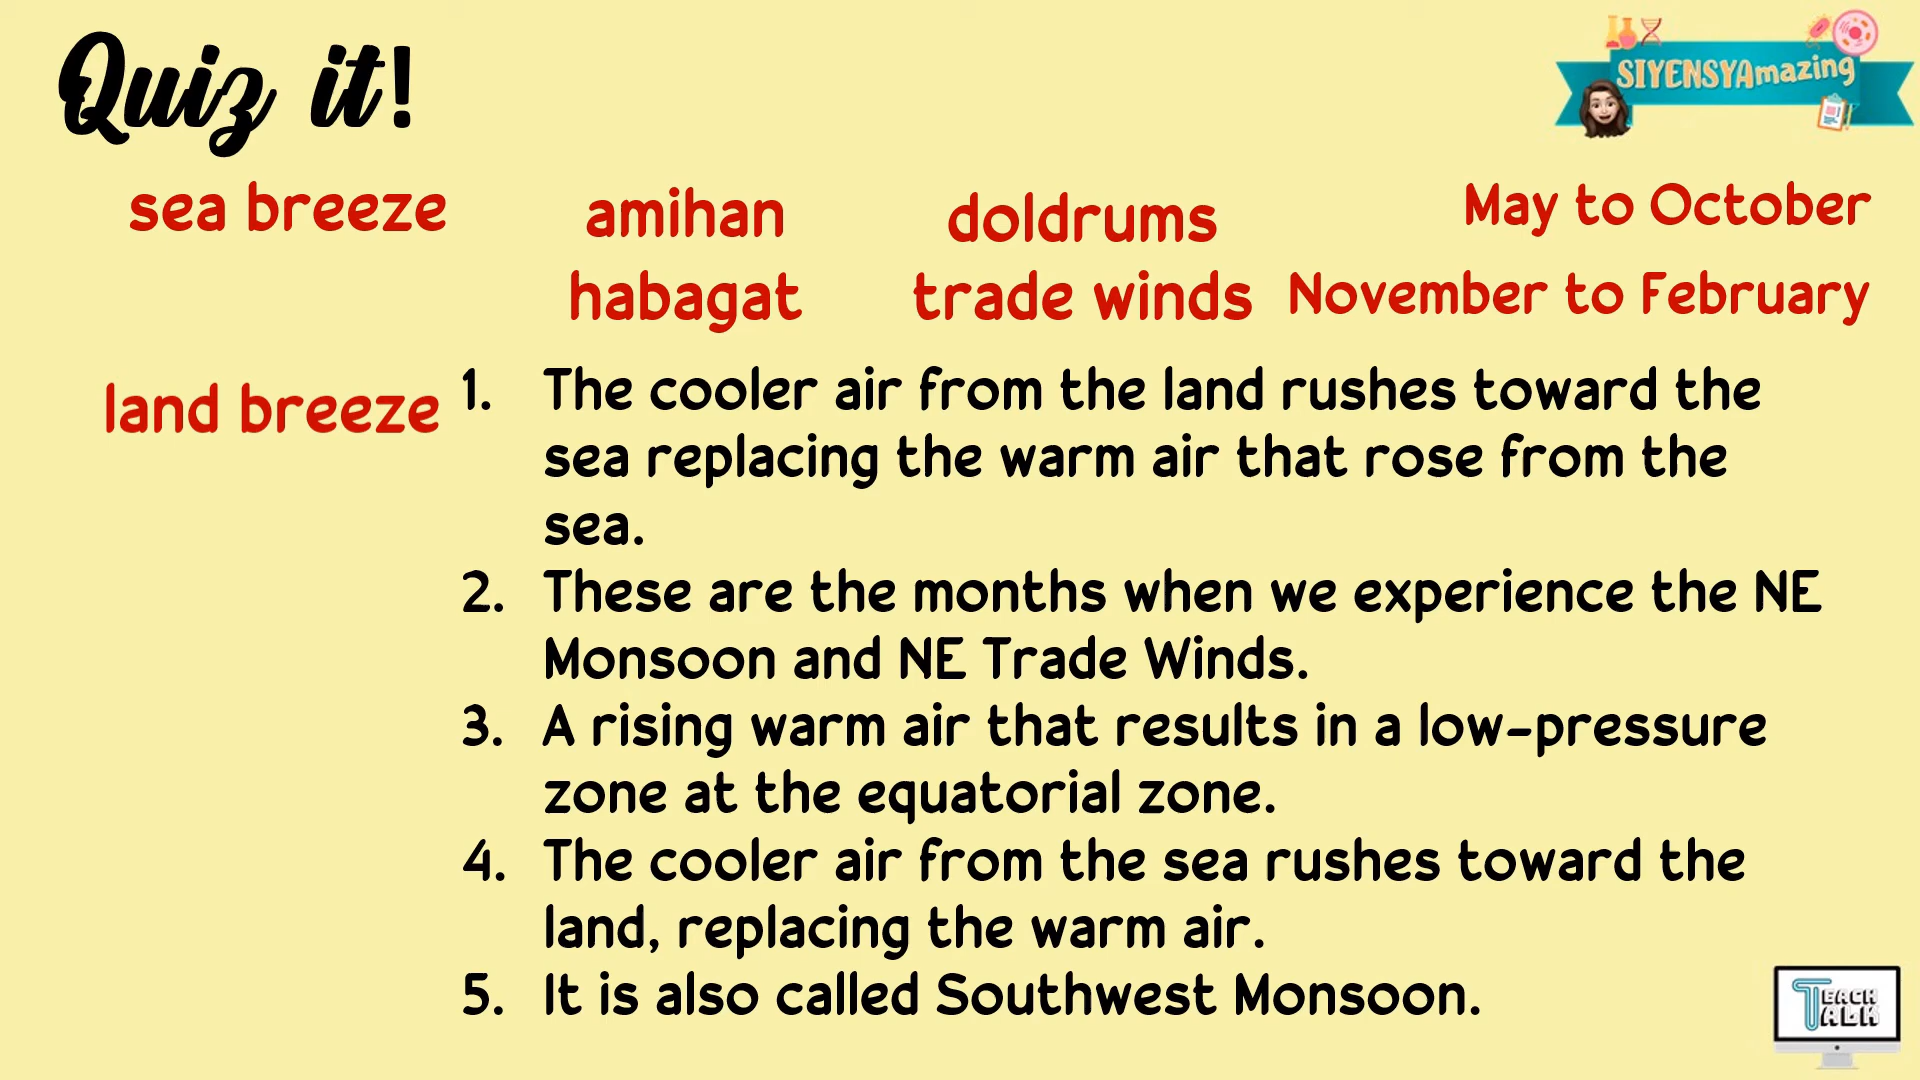 Quiz it!
SIYENSYAmazing
sea breeze
amihan
doldrums
May to October
habagat
trade winds
November to February
land breeze
1. The cooler air from the land rushes toward the
sea replacing the warm air that rose from the
sea.
2. These are the months when we experience the NE
Monsoon and NE Trade Winds.
3. A rising warm air that results in a low-pressure
zone at the equatorial zone.
4. The cooler air from the sea rushes toward the
land, replacing the warm air.
5. It is also called Southwest Monsoon.
TEACH
TALK